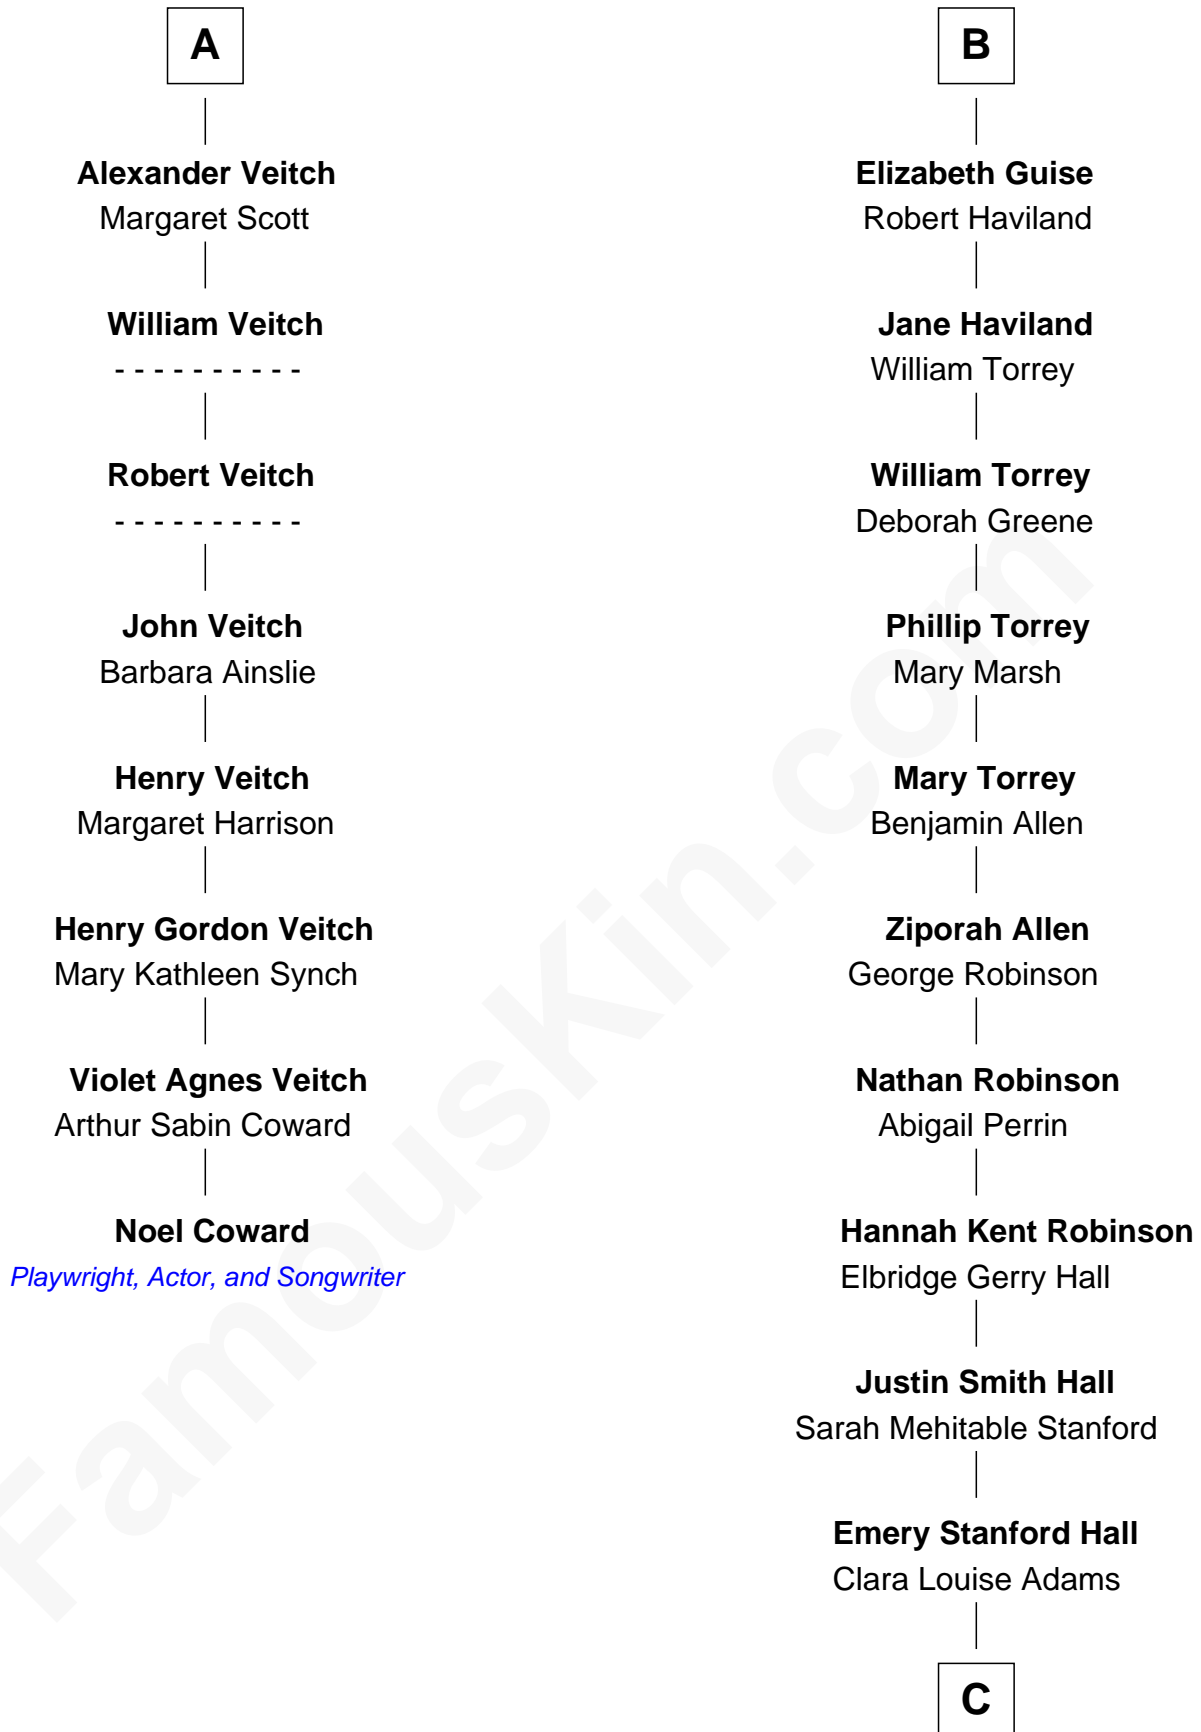 A
Alexander Veitch
Margaret Scott
William Veitch
- - - - - - - - - -
Robert Veitch
- - - - - - - - - -
John Veitch
Barbara Ainslie
Henry Veitch
Margaret Harrison
Henry Gordon Veitch
Mary Kathleen Synch
Violet Agnes Veitch
Arthur Sabin Coward
Noel Coward
Playwright, Actor, and Songwriter
B
Elizabeth Guise
Robert Haviland
Jane Haviland
William Torrey
William Torrey
Deborah Greene
Phillip Torrey
Mary Marsh
Mary Torrey
Benjamin Allen
Ziporah Allen
George Robinson
Nathan Robinson
Abigail Perrin
Hannah Kent Robinson
Elbridge Gerry Hall
Justin Smith Hall
Sarah Mehitable Stanford
Emery Stanford Hall
Clara Louise Adams
C
FamousKin.com